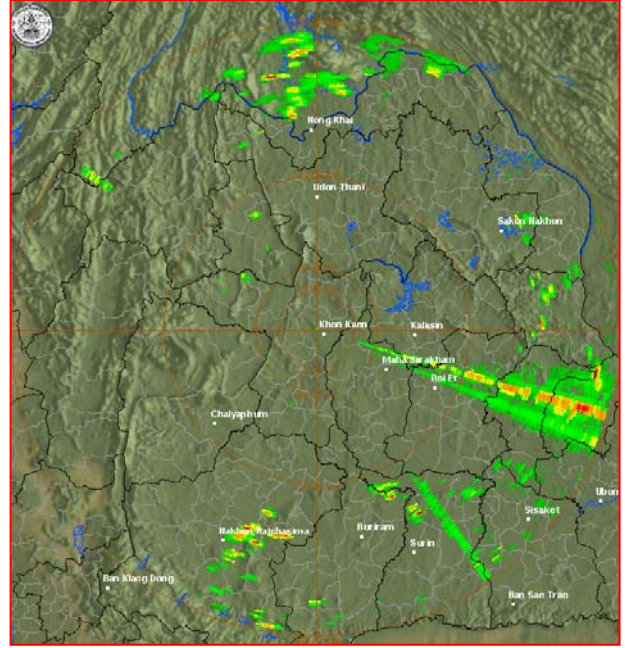 Nong Khai
Udon Thani
Sakon Nakhon
Khon Kaen
Kalasin
Maha Sarakham
Roi Et
Chaiyaphum
Nakhon Ratchasima
Buriram
Surin
Sisaket
Ubon
Ban Klang Dong
Ban Sae Trao